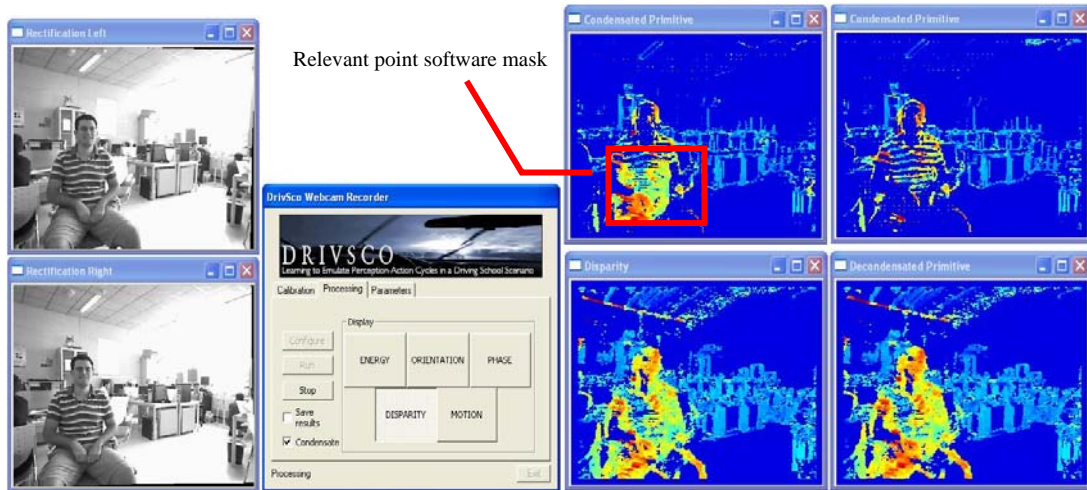 Rectification Left
Relevant point software mask
Condensated Primitive
Condensated Primitive
DrivSco Webcam Recorder
DRIVSCO
Learning to Emulate Perception-Action Cycles in a Driving School Scenario
Calibration
Processing
Parameters
Display
Configure
Run
Stop
Save results
Condensate
ENERGY
ORIENTATION
PHASE
DISPARITY
MOTION
Processing
Exit
Rectification Right
Disparity
Decondensated Primitive